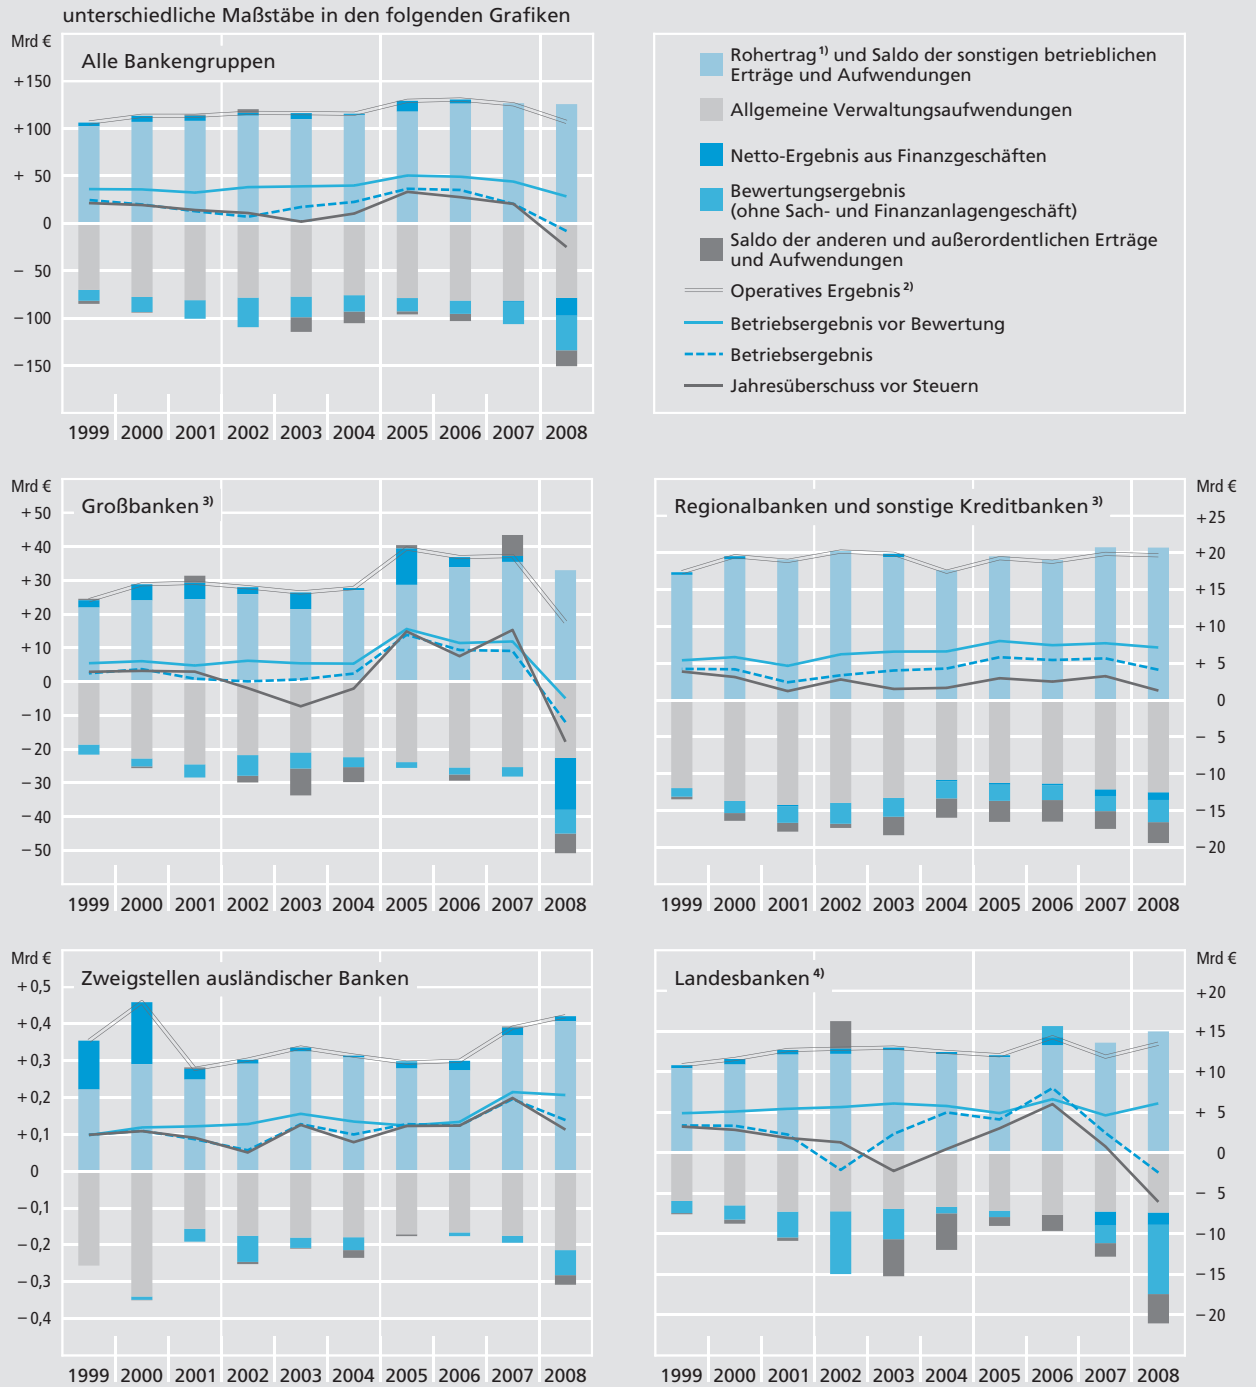 unterschiedliche Maßstäbe in den folgenden Grafiken
Mrd €
Alle Bankengruppen
+150
+100
+ 50
0
− 50
−100
−150
1999 2000 2001 2002 2003 2004 2005 2006 2007 2008
Rohertrag 1) und Saldo der sonstigen betrieblichen
Erträge und Aufwendungen
Allgemeine Verwaltungsaufwendungen
Netto-Ergebnis aus Finanzgeschäften
Bewertungsergebnis
(ohne Sach- und Finanzanlagengeschäft)
Saldo der anderen und außerordentlichen Erträge
und Aufwendungen
Operatives Ergebnis 2)
Betriebsergebnis vor Bewertung
Betriebsergebnis
Jahresüberschuss vor Steuern
Mrd €
Großbanken 3)
+50
+40
+30
+20
+10
0
−10
−20
−30
−40
−50
1999 2000 2001 2002 2003 2004 2005 2006 2007 2008
Mrd €
Regionalbanken und sonstige Kreditbanken 3)
+25
+20
+15
+10
+ 5
0
− 5
−10
−15
−20
1999 2000 2001 2002 2003 2004 2005 2006 2007 2008
Mrd €
Zweigstellen ausländischer Banken
+0,5
+0,4
+0,3
+0,2
+0,1
0
−0,1
−0,2
−0,3
−0,4
1999 2000 2001 2002 2003 2004 2005 2006 2007 2008
Mrd €
Landesbanken 4)
+20
+15
+10
+ 5
0
− 5
−10
−15
−20
1999 2000 2001 2002 2003 2004 2005 2006 2007 2008